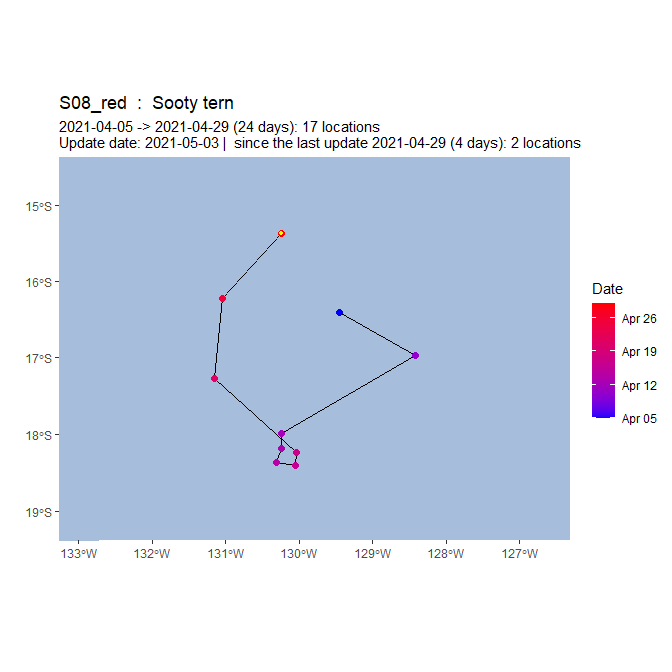 S08_red : Sooty tern
2021-04-05 -> 2021-04-29 (24 days): 17 locations
Update date: 2021-05-03 | since the last update 2021-04-29 (4 days): 2 locations
15°S
16°S
17°S
18°S
19°S
133°W 132°W 131°W 130°W 129°W 128°W 127°W
Date
Apr 26
Apr 19
Apr 12
Apr 05